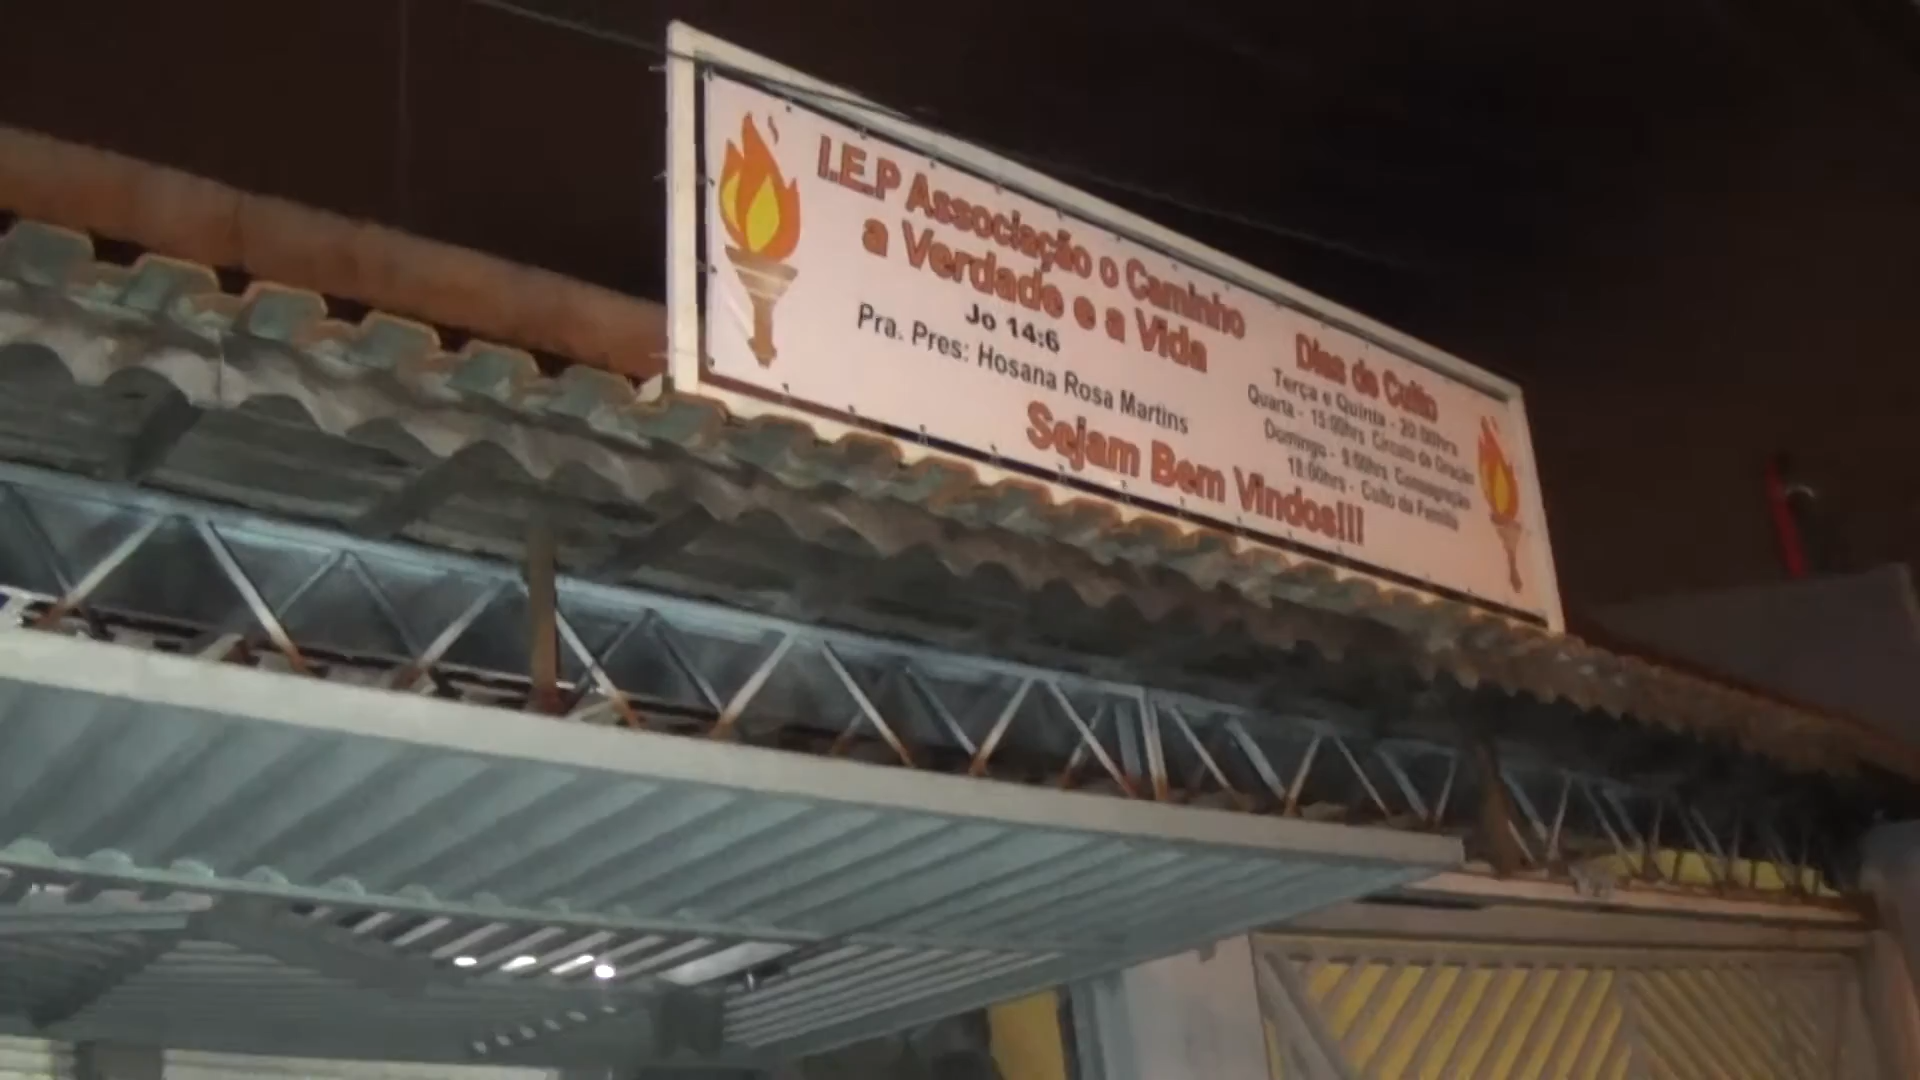 I.E.P Associação o Caminho
a Verdade e a Vida
Jo 14:6
Pra. Pres: Hosana Rosa Martins
Sejam Bem Vindos!!!
Dias de Culto
Terça e Quinta - 20:00hrs
Quarta - 15:00hrs Circulo de Oração
Domingo - 9:00hrs Consagração
18:00hrs - Culto da Família